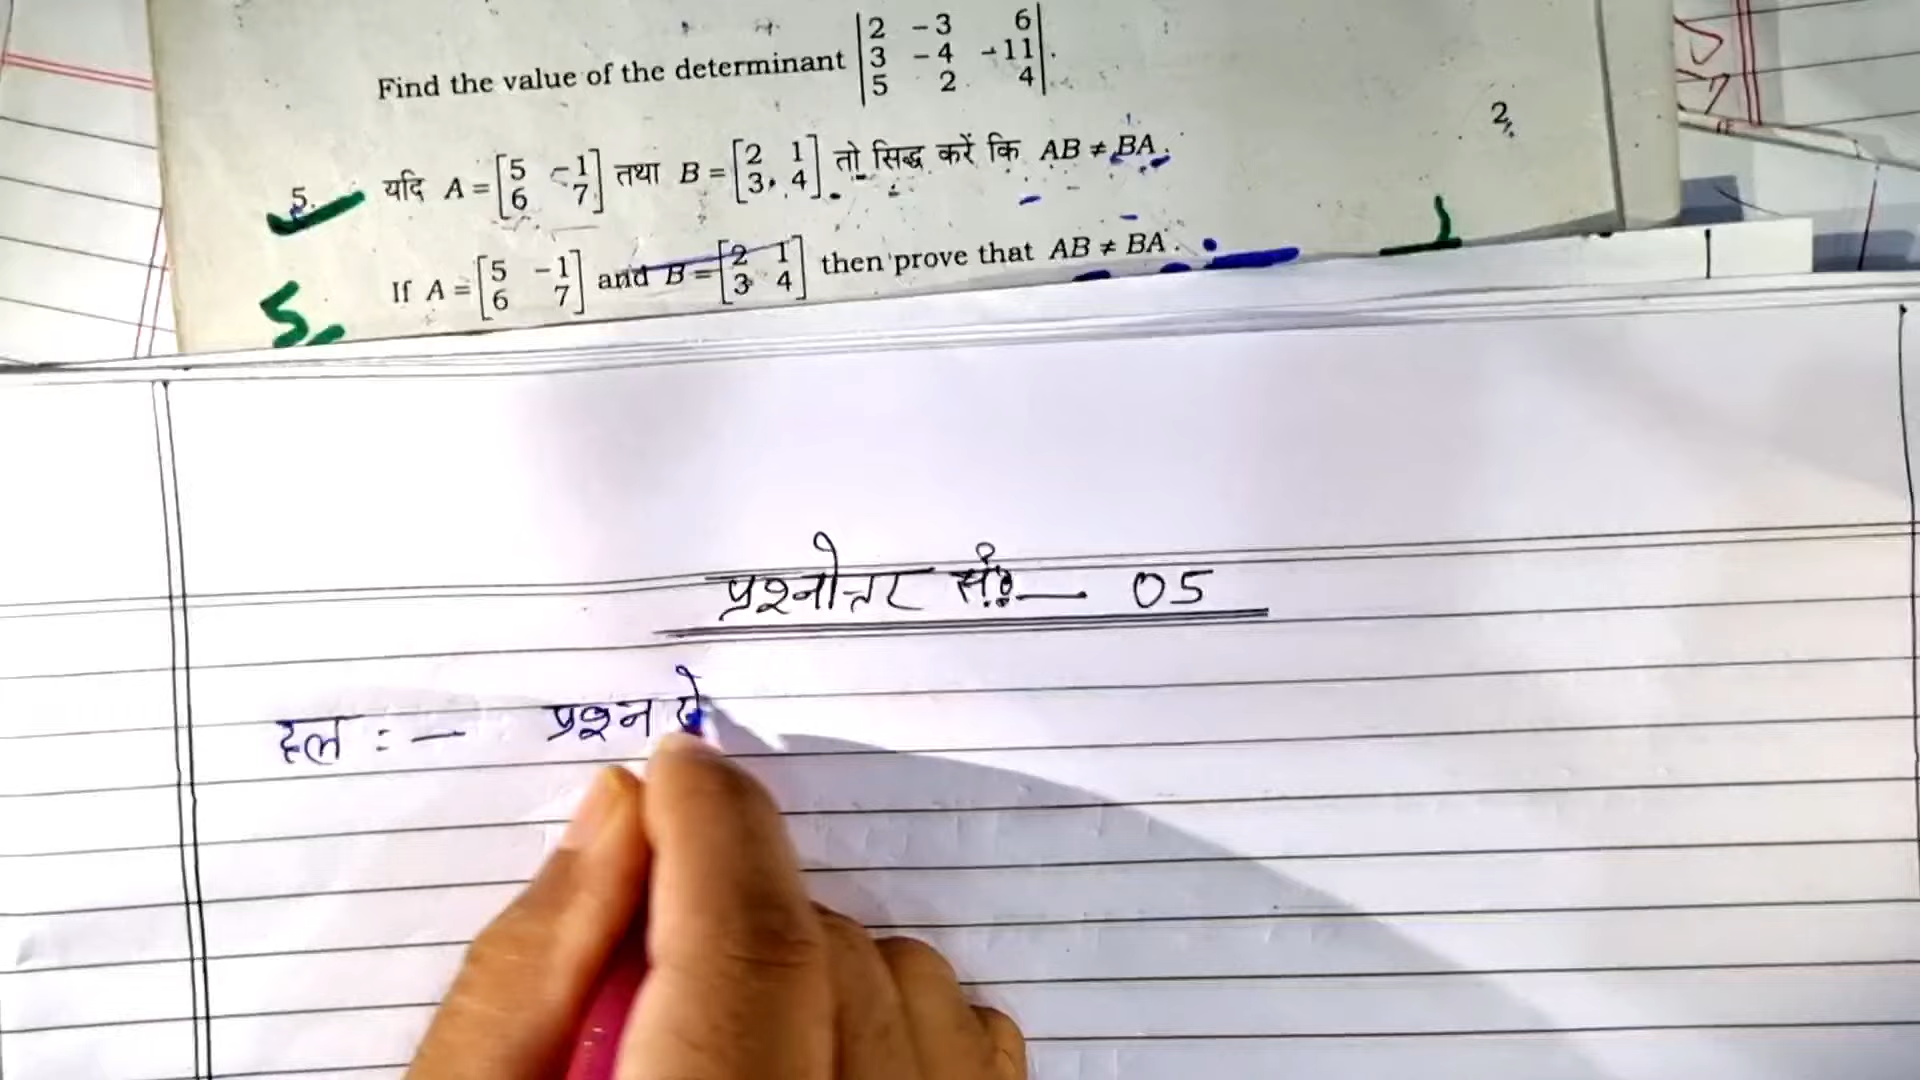 Find the value of the determinant |2 -3 6|
|3 -4 -11|.
|5 2 4|
2
5. यदि A = [5 -1; 6 7] तथा B = [2 1; 3, 4] तो सिद्ध करें कि AB ≠ BA.
5. If A = [5 -1; 6 7] and B = [2 1; 3 4] then prove that AB ≠ BA.
प्रश्नोत्तर सं॰ — 05
हल : — प्रश्न से